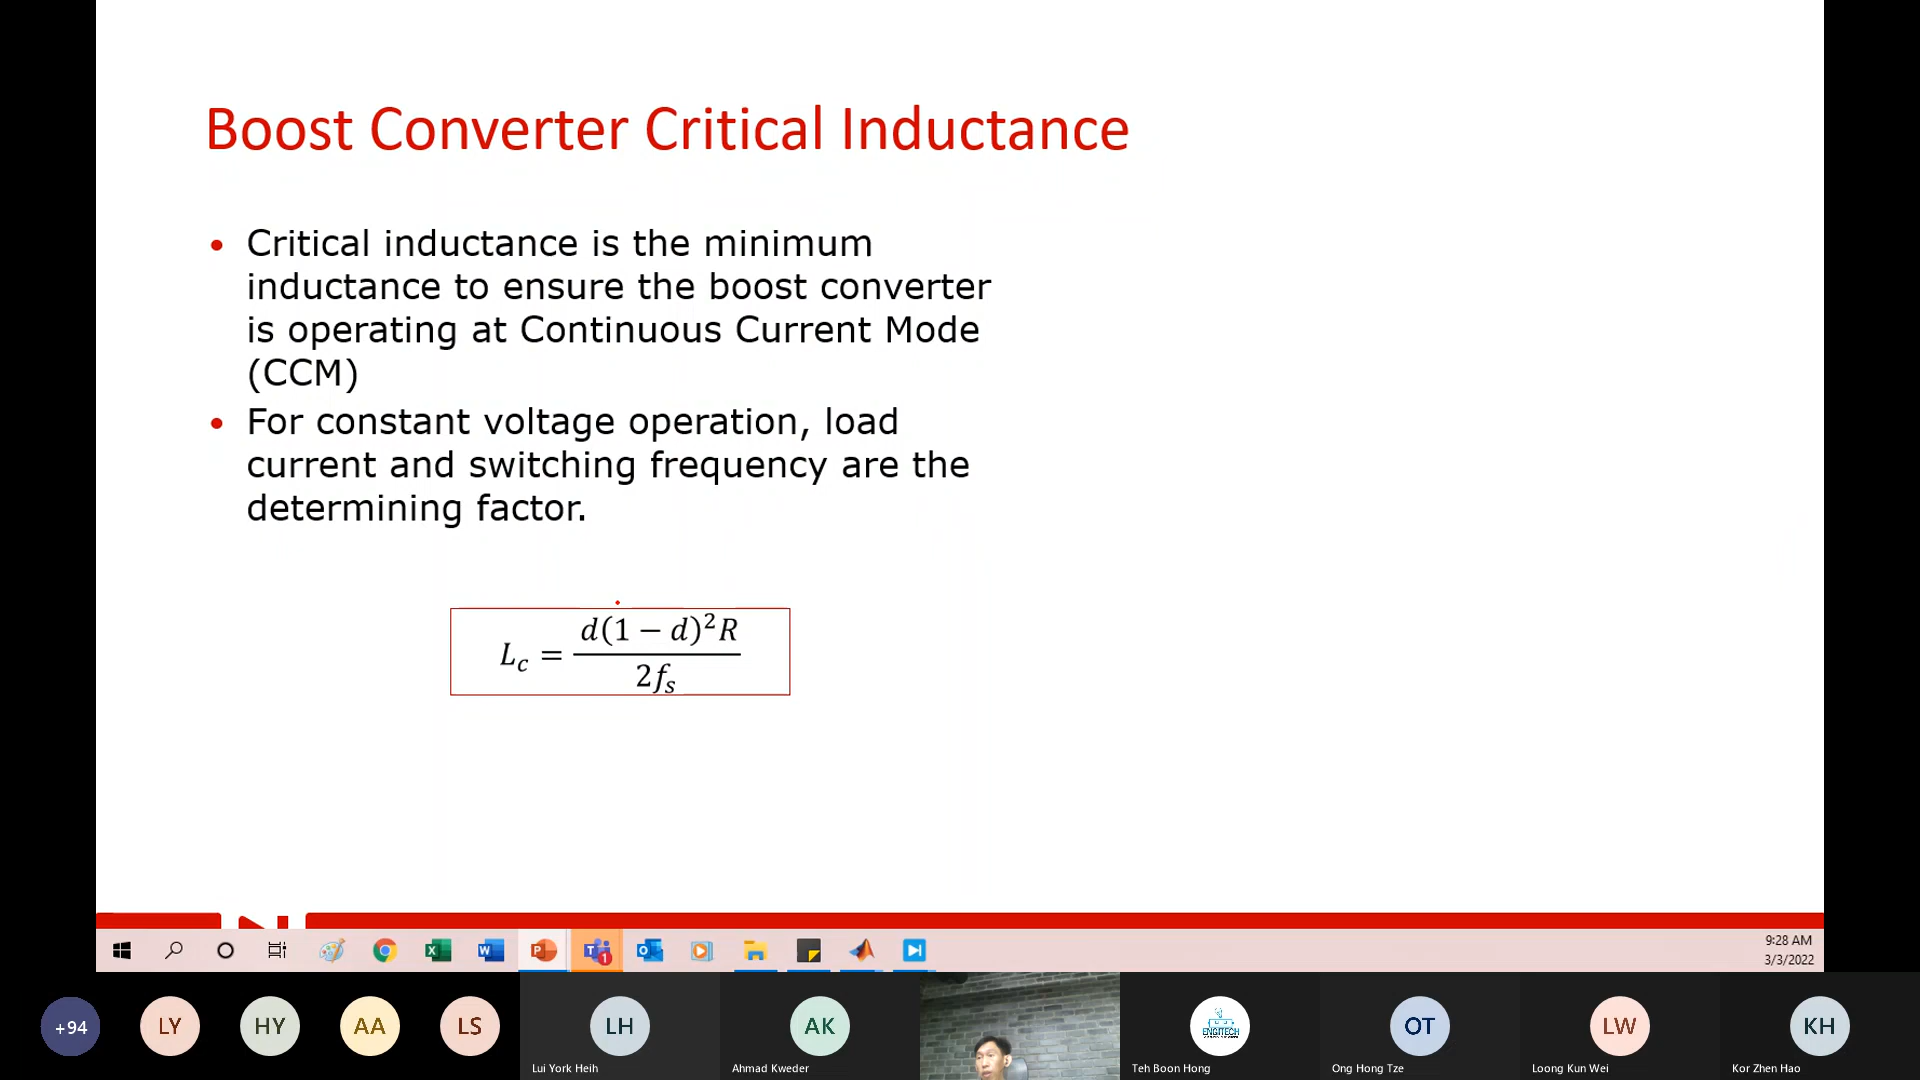 Boost Converter Critical Inductance
• Critical inductance is the minimum
inductance to ensure the boost converter
is operating at Continuous Current Mode
(CCM)
• For constant voltage operation, load
current and switching frequency are the
determining factor.
L_c = d(1 − d)²R / 2f_s
9:28 AM
3/3/2022
+94
LY
HY
AA
LS
LH
AK
ENGITECH
OT
LW
KH
Lui York Heih
Ahmad Kweder
Teh Boon Hong
Ong Hong Tze
Loong Kun Wei
Kor Zhen Hao